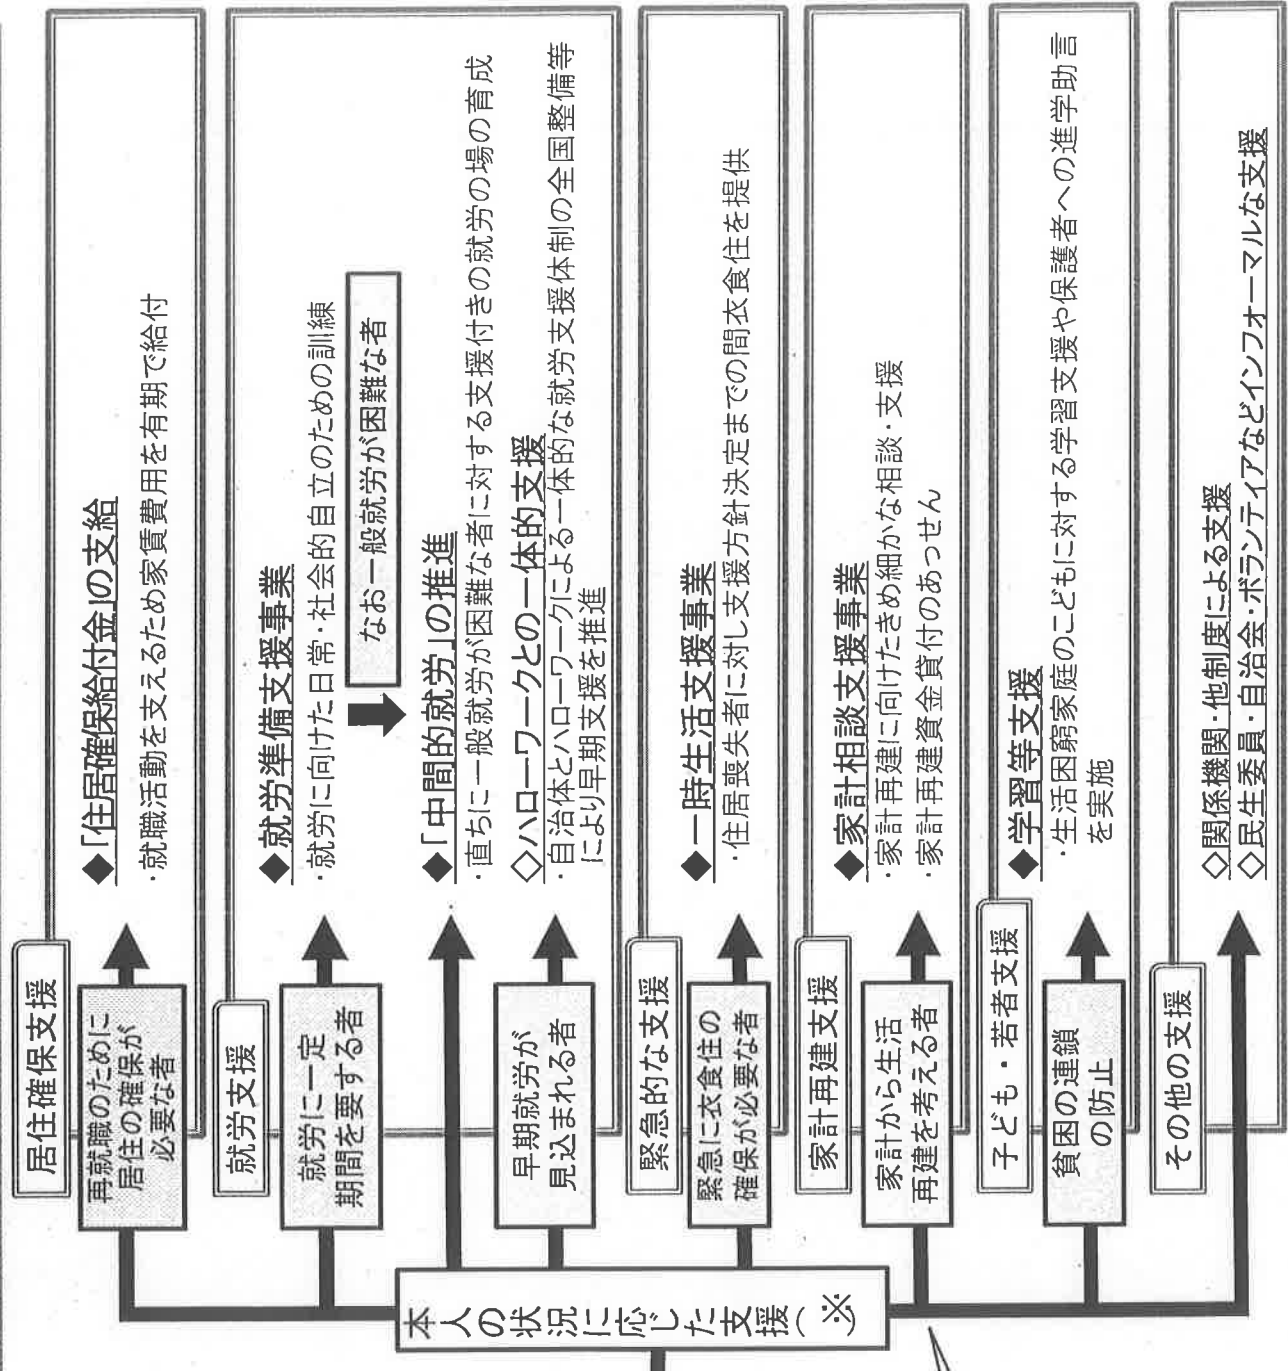 本人の状況に応じた支援(※)
居住確保支援
再就職のために
居住の確保が
必要な者
◆「住居確保給付金」の支給
・就職活動を支えるため家賃費用を有期で給付
就労支援
就労に一定
期間を要する者
◆就労準備支援事業
・就労に向けた日常・社会的自立のための訓練
なお一般就労が困難な者
◆「中間的就労」の推進
・直ちに一般就労が困難な者に対する支援付きの就労の場の育成
早期就労が
見込まれる者
◇ハローワークとの一体的支援
・自治体とハローワークによる一体的な就労支援体制の全国整備等
により早期支援を推進
緊急的な支援
緊急に衣食住の
確保が必要な者
◆一時生活支援事業
・住居喪失者に対し支援方針決定までの間衣食住を提供
家計再建支援
家計から生活
再建を考える者
◆家計相談支援事業
・家計再建に向けたきめ細かな相談・支援
・家計再建資金貸付のあっせん
子ども・若者支援
貧困の連鎖
の防止
◆学習等支援
・生活困窮家庭のこどもに対する学習支援や保護者への進学助言
を実施
その他の支援
◇関係機関・他制度による支援
◇民生委員・自治会・ボランティアなどインフォーマルな支援